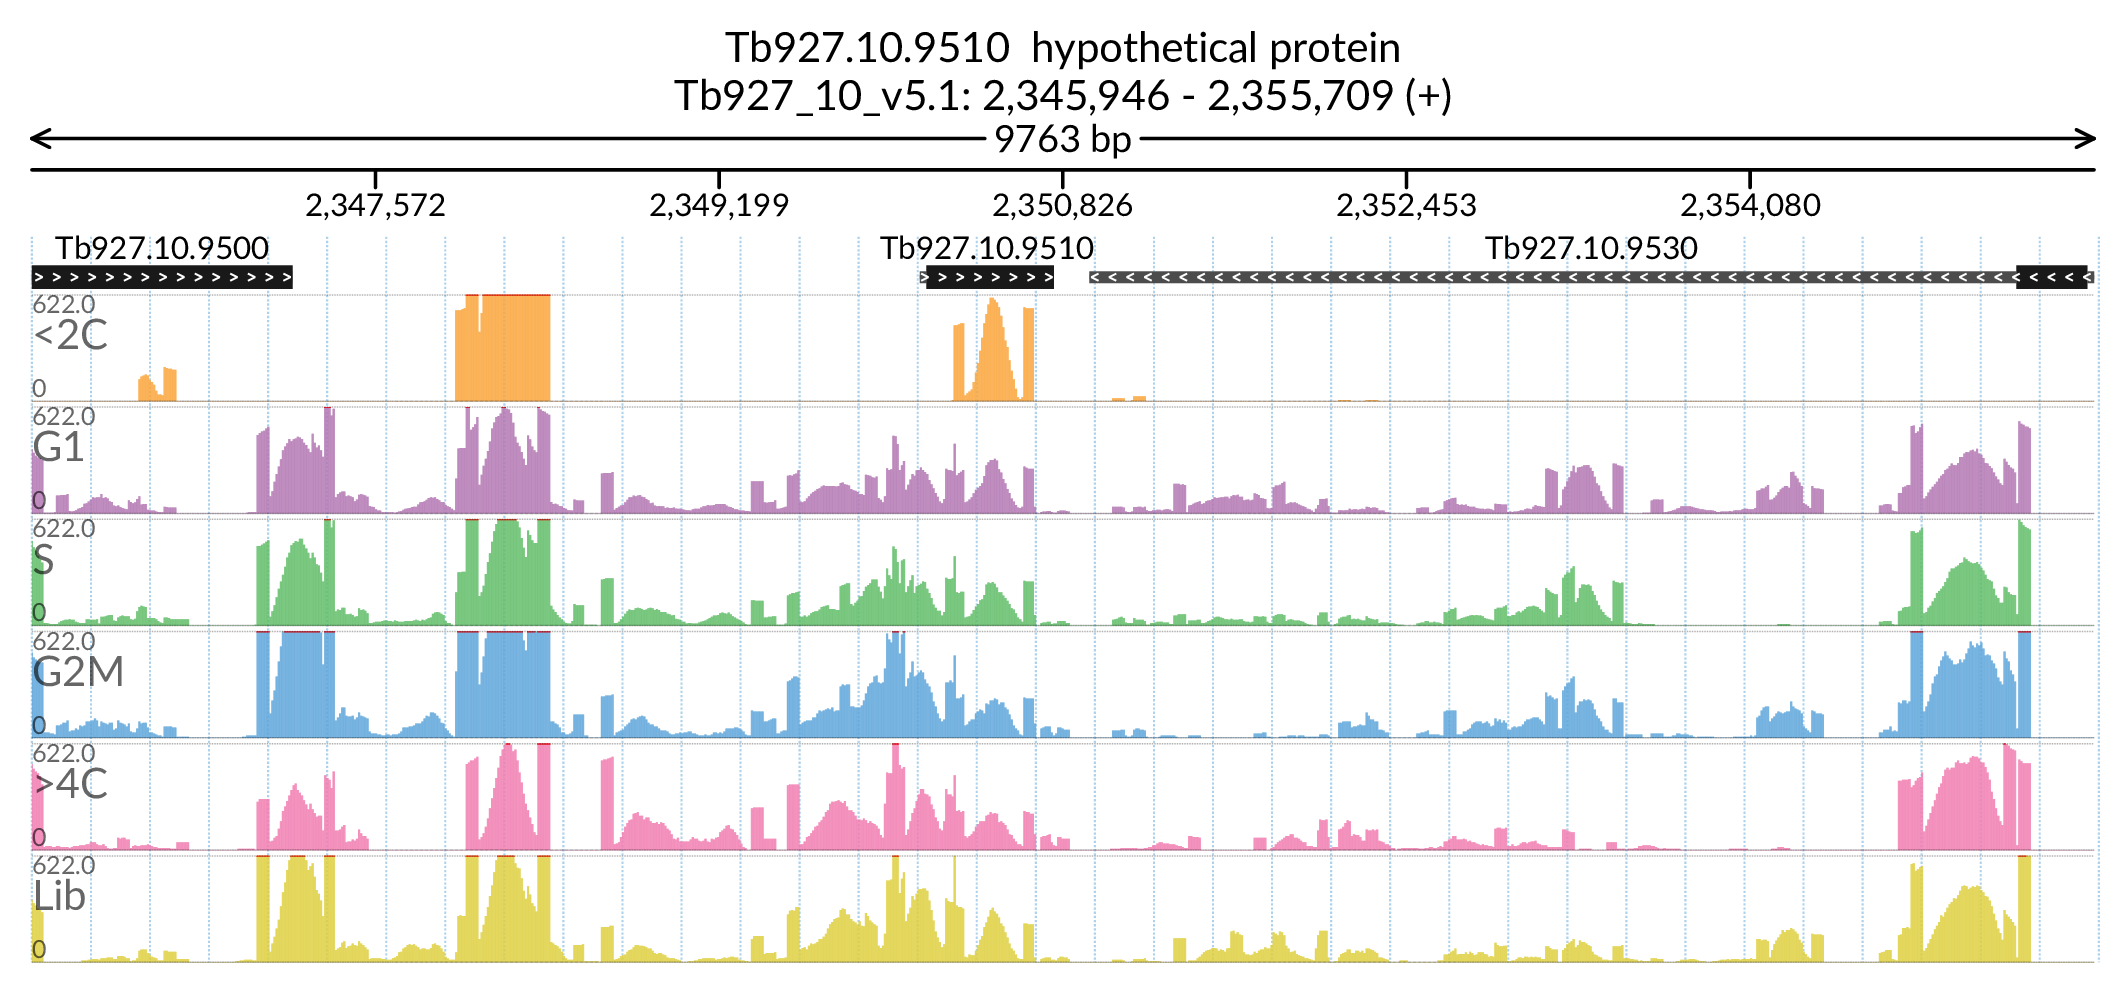 Tb927.10.9510  hypothetical protein
Tb927_10_v5.1: 2,345,946 - 2,355,709 (+)
9763 bp
2,347,572 2,349,199 2,350,826 2,352,453 2,354,080
Tb927.10.9500 Tb927.10.9510 Tb927.10.9530
622.0
<2C
0
622.0
G1
0
622.0
S
0
622.0
G2M
0
622.0
>4C
0
622.0
Lib
0